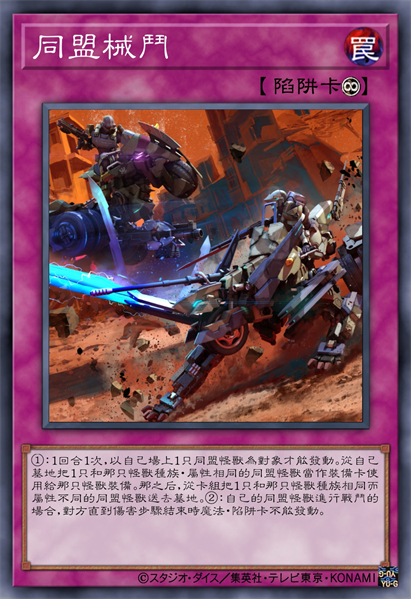 同盟械鬥
罠
【陷阱卡♾】
①:1回合1次,以自己場上1只同盟怪獸為對象才能發動。從自己
墓地把1只和那只怪獸種族·屬性相同的同盟怪獸當作裝備卡使
用給那只怪獸裝備。那之后,從卡組把1只和那只怪獸種族相同而
屬性不同的同盟怪獸送去墓地。②:自己的同盟怪獸進行戰鬥的
場合,對方直到傷害步驟結束時魔法·陷阱卡不能發動。
©スタジオ・ダイス／集英社・テレビ東京・KONAMI